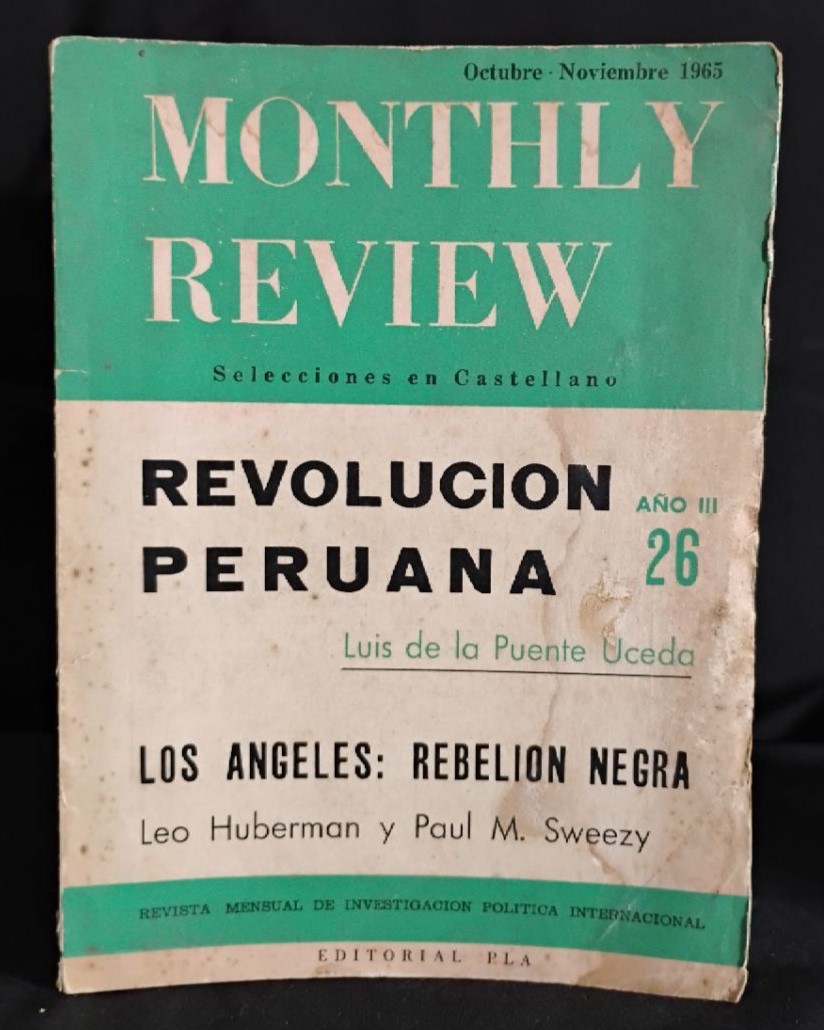 Octubre - Noviembre 1965
MONTHLY
REVIEW
Selecciones en Castellano
REVOLUCION
AÑO III
PERUANA
26
Luis de la Puente Uceda
LOS ANGELES: REBELION NEGRA
Leo Huberman y Paul M. Sweezy
REVISTA MENSUAL DE INVESTIGACION POLITICA INTERNACIONAL
EDITORIAL PLA